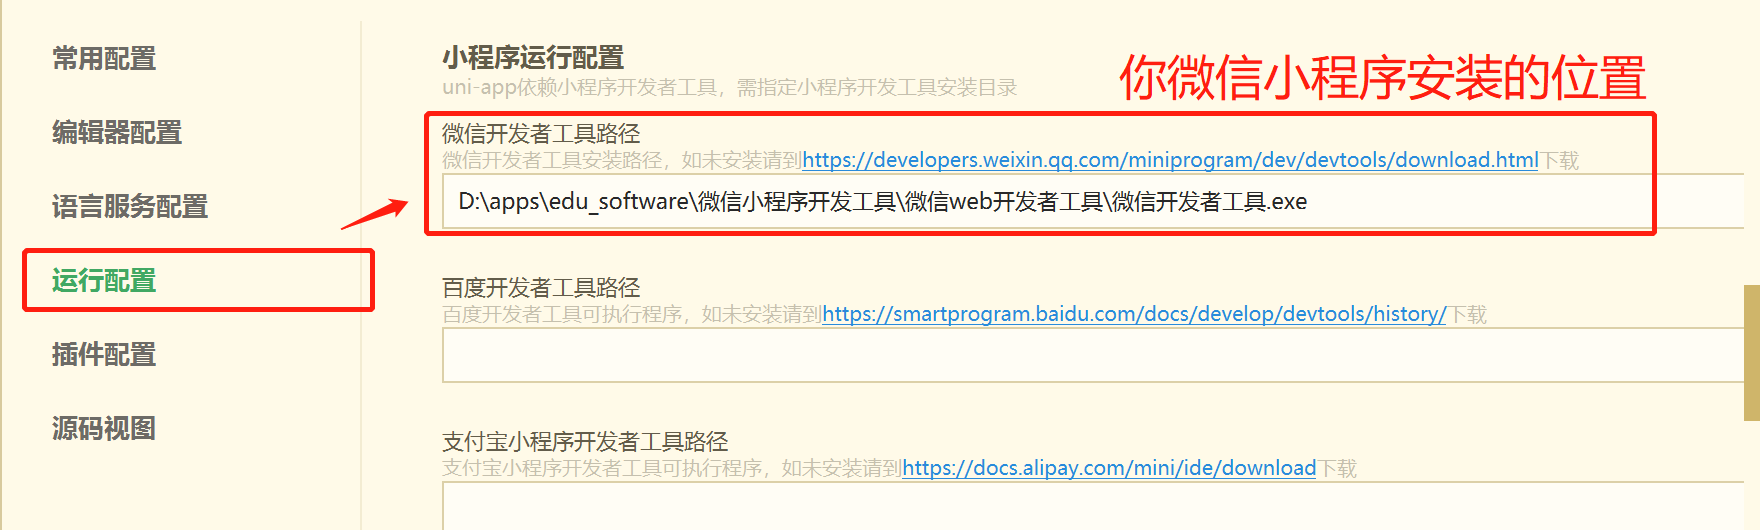 常用配置
编辑器配置
语言服务配置
运行配置
插件配置
源码视图
小程序运行配置
uni-app依赖小程序开发者工具，需指定小程序开发工具安装目录
你微信小程序安装的位置
微信开发者工具路径
微信开发者工具安装路径，如未安装请到https://developers.weixin.qq.com/miniprogram/dev/devtools/download.html下载
D:\apps\edu_software\微信小程序开发工具\微信web开发者工具\微信开发者工具.exe
百度开发者工具路径
百度开发者工具可执行程序，如未安装请到https://smartprogram.baidu.com/docs/develop/devtools/history/下载
支付宝小程序开发者工具路径
支付宝小程序开发者工具可执行程序，如未安装请到https://docs.alipay.com/mini/ide/download下载